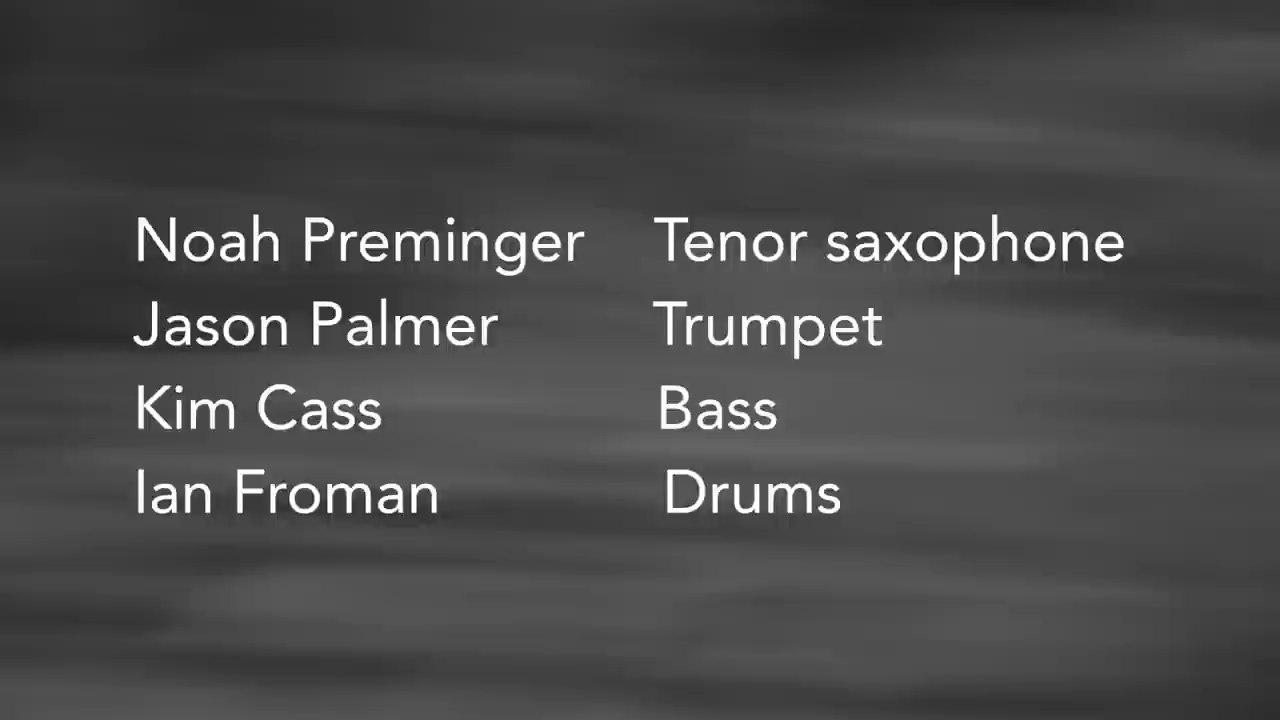 Noah Preminger Tenor saxophone
Jason Palmer Trumpet
Kim Cass Bass
Ian Froman Drums